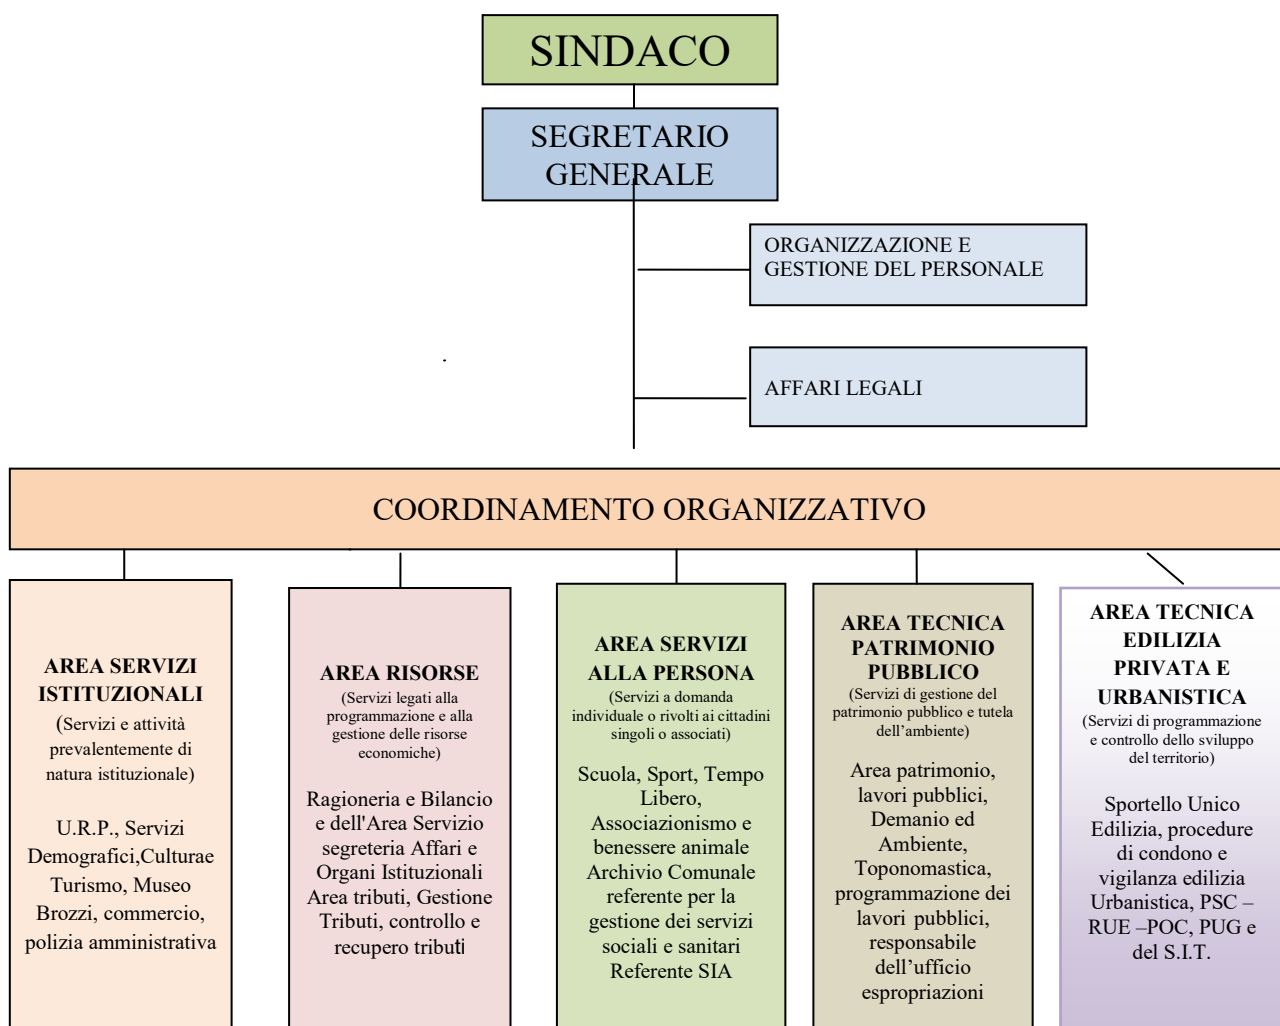 SINDACO
SEGRETARIO
GENERALE
ORGANIZZAZIONE E
GESTIONE DEL PERSONALE
AFFARI LEGALI
COORDINAMENTO ORGANIZZATIVO
AREA SERVIZI
ISTITUZIONALI
(Servizi e attività
prevalentemente di
natura istituzionale)
U.R.P., Servizi
Demografici,Culturae
Turismo, Museo
Brozzi, commercio,
polizia amministrativa
AREA RISORSE
(Servizi legati alla
programmazione e alla
gestione delle risorse
economiche)
Ragioneria e Bilancio
e dell'Area Servizio
segreteria Affari e
Organi Istituzionali
Area tributi, Gestione
Tributi, controllo e
recupero tributi
AREA SERVIZI
ALLA PERSONA
(Servizi a domanda
individuale o rivolti ai cittadini
singoli o associati)
Scuola, Sport, Tempo
Libero,
Associazionismo e
benessere animale
Archivio Comunale
referente per la
gestione dei servizi
sociali e sanitari
Referente SIA
AREA TECNICA
PATRIMONIO
PUBBLICO
(Servizi di gestione del
patrimonio pubblico e tutela
dell’ambiente)
Area patrimonio,
lavori pubblici,
Demanio ed
Ambiente,
Toponomastica,
programmazione dei
lavori pubblici,
responsabile
dell’ufficio
espropriazioni
AREA TECNICA
EDILIZIA
PRIVATA E
URBANISTICA
(Servizi di programmazione
e controllo dello sviluppo
del territorio)
Sportello Unico
Edilizia, procedure
di condono e
vigilanza edilizia
Urbanistica, PSC –
RUE –POC, PUG e
del S.I.T.